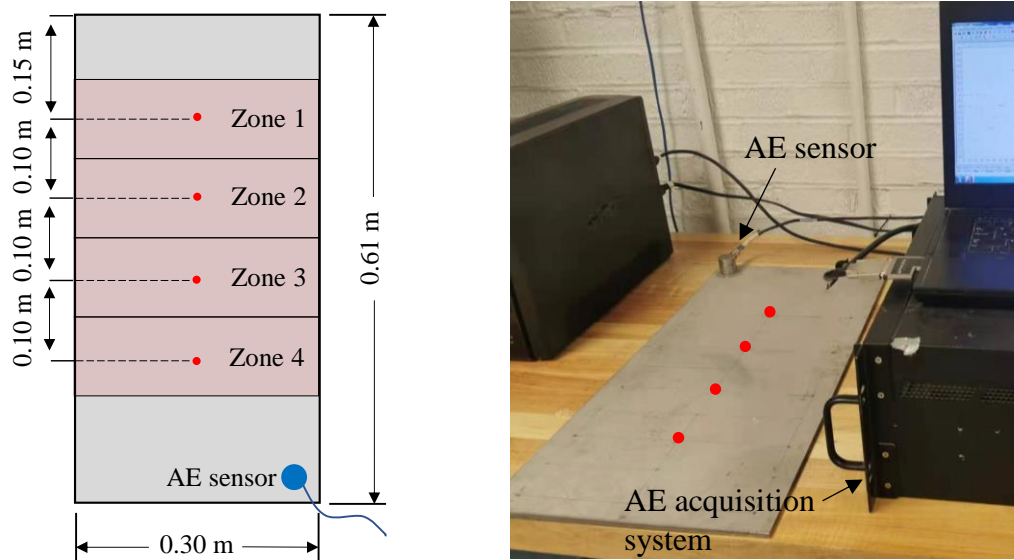 0.15 m
0.10 m
0.10 m
0.10 m
Zone 1
Zone 2
Zone 3
Zone 4
0.61 m
AE sensor
0.30 m
AE sensor
AE acquisition
system